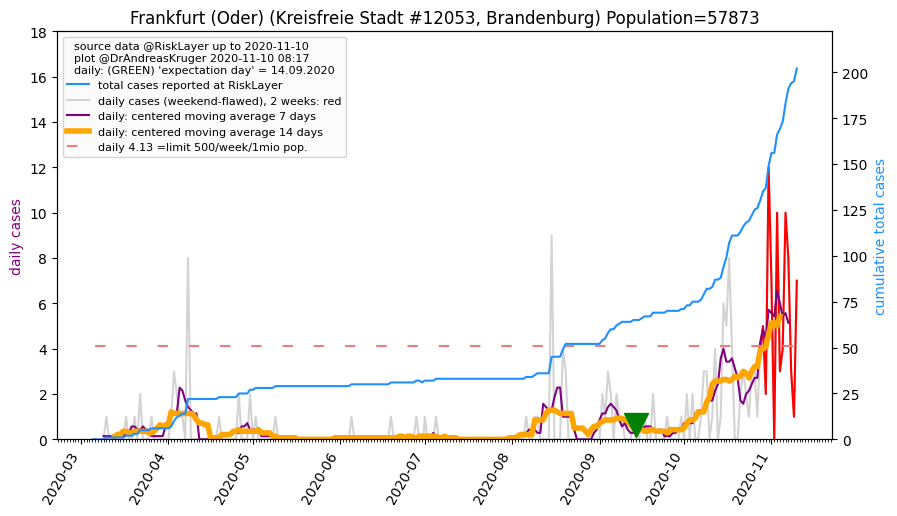 Frankfurt (Oder) (Kreisfreie Stadt #12053, Brandenburg) Population=57873
source data @RiskLayer up to 2020-11-10
plot @DrAndreasKruger 2020-11-10 08:17
daily: (GREEN) 'expectation day' = 14.09.2020
total cases reported at RiskLayer
daily cases (weekend-flawed), 2 weeks: red
daily: centered moving average 7 days
daily: centered moving average 14 days
daily 4.13 =limit 500/week/1mio pop.
daily cases
18
16
14
12
10
8
6
4
2
0
cumulative total cases
200
175
150
125
100
75
50
25
0
2020-03
2020-04
2020-05
2020-06
2020-07
2020-08
2020-09
2020-10
2020-11